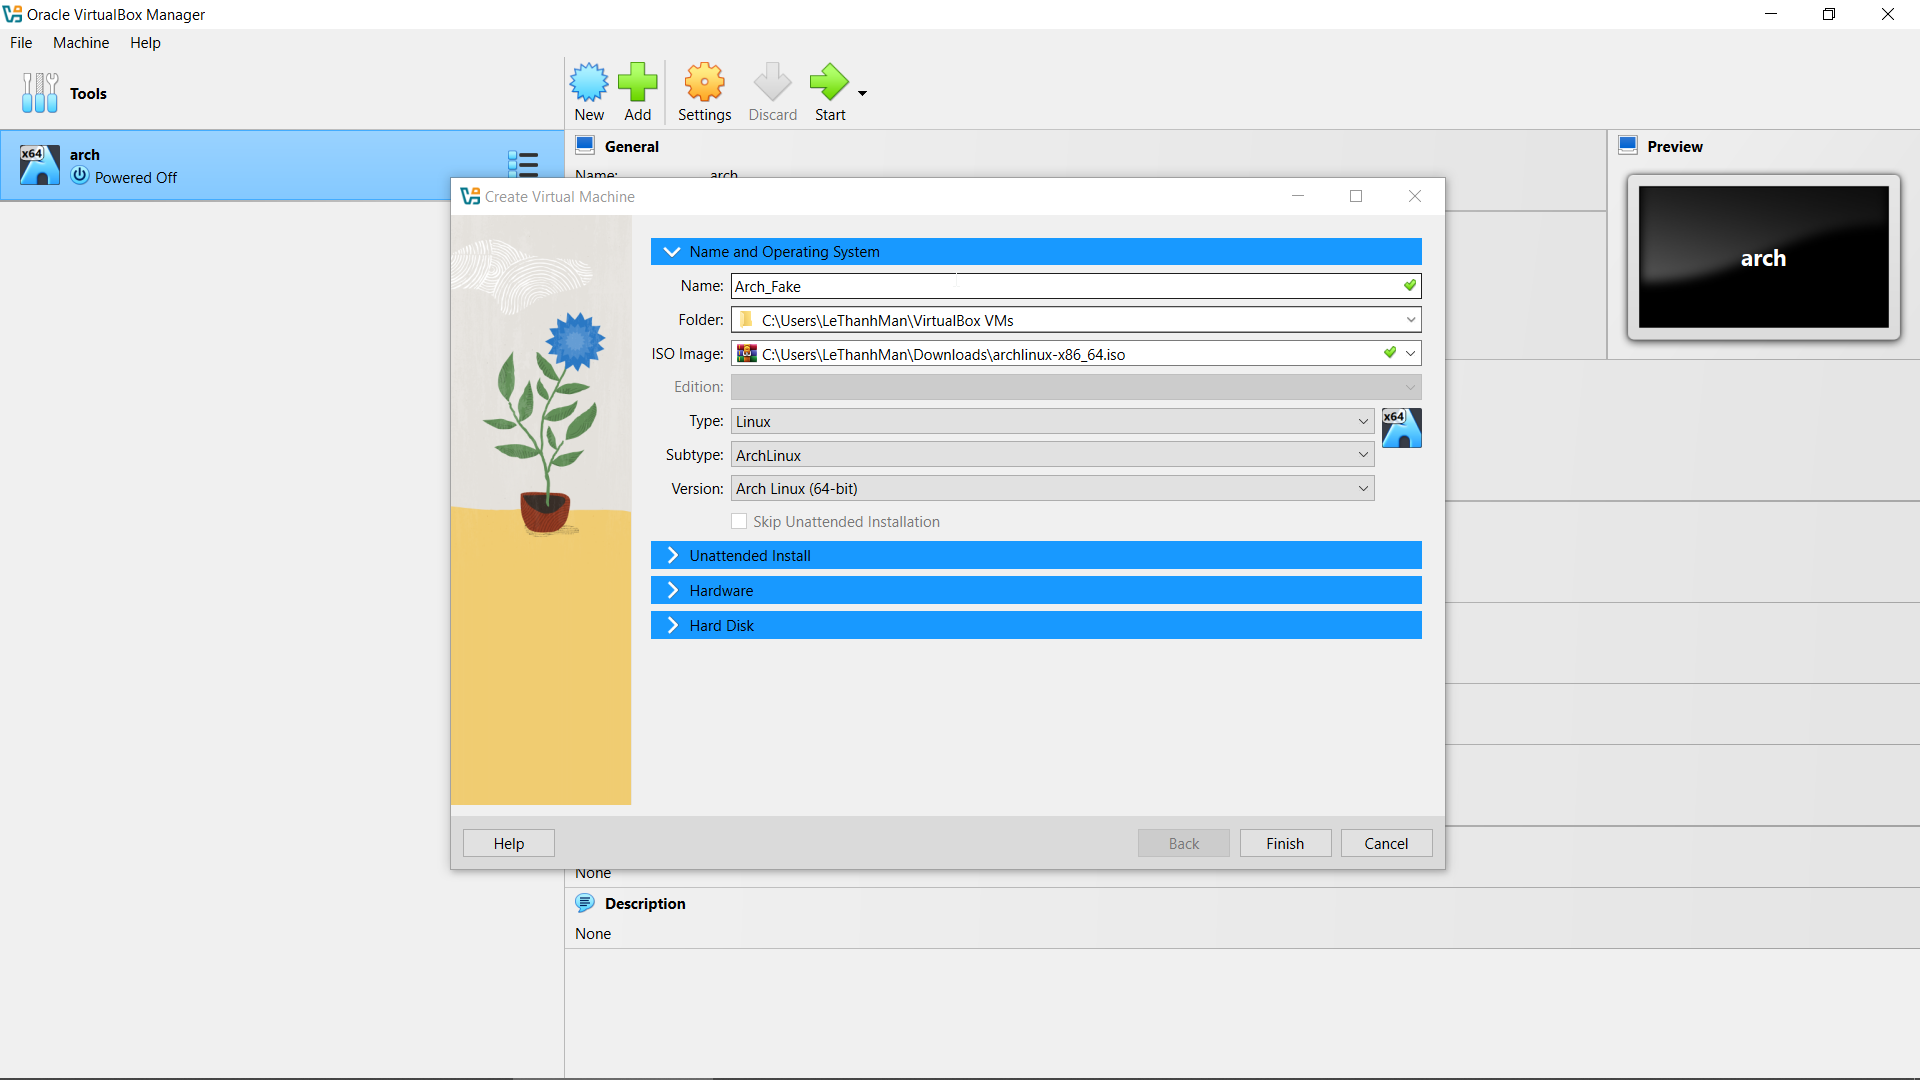 Oracle VirtualBox Manager
File Machine Help
Tools
New Add Settings Discard Start
x64 arch
Powered Off
General
Name: arch
Preview
arch
Create Virtual Machine
Name and Operating System
Name: Arch_Fake
Folder: C:\Users\LeThanhMan\VirtualBox VMs
ISO Image: C:\Users\LeThanhMan\Downloads\archlinux-x86_64.iso
Edition:
Type: Linux
x64
Subtype: ArchLinux
Version: Arch Linux (64-bit)
Skip Unattended Installation
Unattended Install
Hardware
Hard Disk
Help Back Finish Cancel
None
Description
None